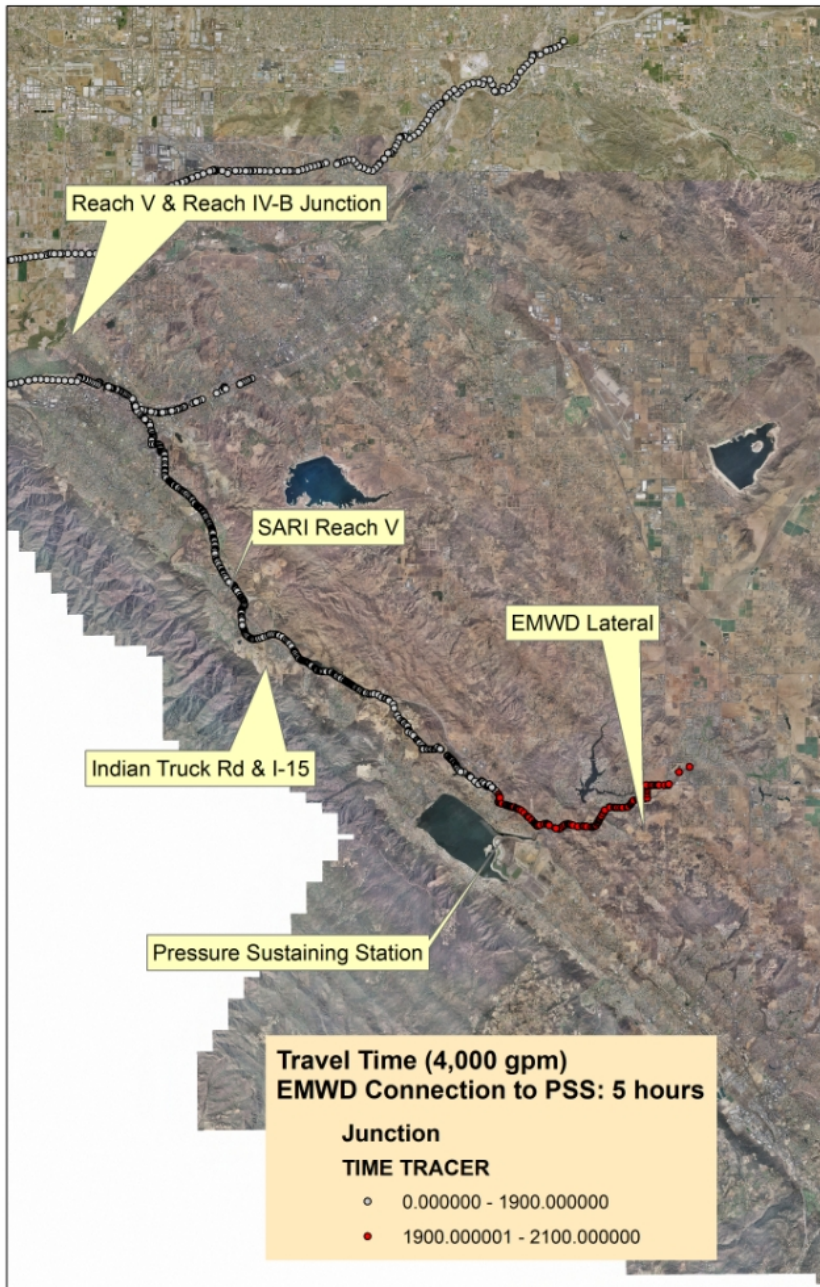 Reach V & Reach IV-B Junction
SARI Reach V
EMWD Lateral
Indian Truck Rd & I-15
Pressure Sustaining Station
Travel Time (4,000 gpm)
EMWD Connection to PSS: 5 hours
Junction
TIME TRACER
0.000000 - 1900.000000
1900.000001 - 2100.000000